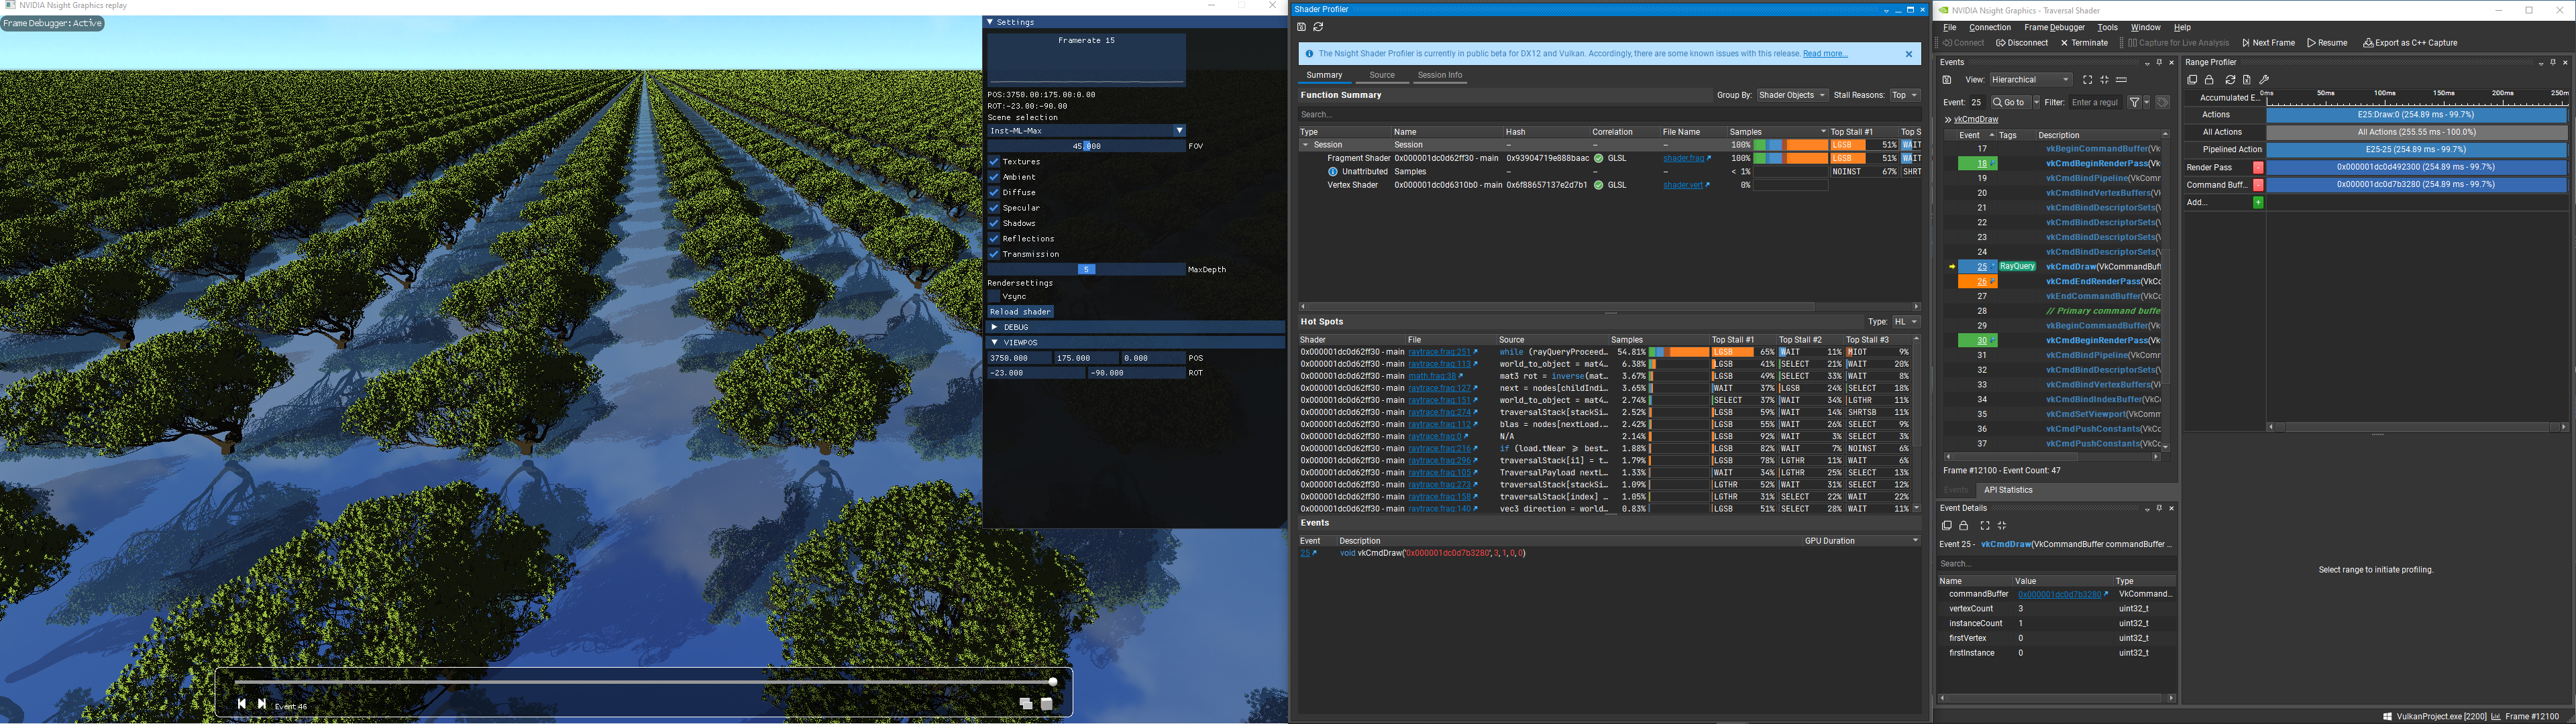 NVIDIA Nsight Graphics replay
Frame Debugger: Active
Settings
Framerate 15
POS:3750.00:175.00:0.00
ROT:-23.00:-90.00
Scene selection
Inst-ML-Max
45.000 FOV
Textures
Ambient
Diffuse
Specular
Shadows
Reflections
Transmission
5 MaxDepth
Rendersettings
Vsync
Reload shader
DEBUG
VIEWPOS
3750.000 175.000 0.000 POS
-23.000 -90.000 ROT
Event 46
Shader Profiler
The Nsight Shader Profiler is currently in public beta for DX12 and Vulkan. Accordingly, there are some known issues with this release. Read more...
Summary Source Session Info
Function Summary Group By: Shader Objects Stall Reasons: Top
Search...
Type Name Hash Correlation File Name Samples Top Stall #1 Top S
Session Session – – – 100% LGSB 51% WAIT
Fragment Shader 0x000001dc0d62ff30 - main 0x93904719e888baac GLSL shader.frag 100% LGSB 51% WAIT
Unattributed Samples – – – < 1% NOINST 67% SHRT
Vertex Shader 0x000001dc0d6310b0 - main 0x6f88657137e2d7b1 GLSL shader.vert 0%
Hot Spots Type: HL
Shader File Source Samples Top Stall #1 Top Stall #2 Top Stall #3
0x000001dc0d62ff30 - main raytrace.frag:251 while (rayQueryProceed... 54.81% LGSB 65% WAIT 11% MIOT 9%
0x000001dc0d62ff30 - main raytrace.frag:113 world_to_object = mat4... 6.38% LGSB 41% SELECT 21% WAIT 20%
0x000001dc0d62ff30 - main math.frag:38 mat3 rot = inverse(mat... 3.67% LGSB 49% SELECT 33% WAIT 8%
0x000001dc0d62ff30 - main raytrace.frag:127 next = nodes[childIndi... 3.65% WAIT 37% LGSB 24% SELECT 18%
0x000001dc0d62ff30 - main raytrace.frag:151 world_to_object = mat4... 2.74% SELECT 37% WAIT 34% LGTHR 11%
0x000001dc0d62ff30 - main raytrace.frag:274 traversalStack[stackSi... 2.52% LGSB 59% WAIT 14% SHRTSB 11%
0x000001dc0d62ff30 - main raytrace.frag:112 blas = nodes[nextLoad.... 2.42% LGSB 55% WAIT 26% SELECT 9%
0x000001dc0d62ff30 - main raytrace.frag:0 N/A 2.14% LGSB 92% WAIT 3% SELECT 3%
0x000001dc0d62ff30 - main raytrace.frag:216 if (load.tNear >= best... 1.88% LGSB 82% WAIT 7% NOINST 6%
0x000001dc0d62ff30 - main raytrace.frag:296 traversalStack[i1] = t... 1.79% LGSB 78% LGTHR 11% WAIT 6%
0x000001dc0d62ff30 - main raytrace.frag:105 TraversalPayload nextL... 1.33% WAIT 34% LGTHR 25% SELECT 13%
0x000001dc0d62ff30 - main raytrace.frag:273 traversalStack[stackSi... 1.09% LGTHR 52% WAIT 31% SELECT 12%
0x000001dc0d62ff30 - main raytrace.frag:158 traversalStack[index] ... 1.05% LGTHR 31% SELECT 22% WAIT 22%
0x000001dc0d62ff30 - main raytrace.frag:140 vec3 direction = world... 0.83% LGSB 51% SELECT 28% WAIT 11%
Events
Event Description GPU Duration
25 void vkCmdDraw("0x000001dc0d7b3280", 3, 1, 0, 0)
NVIDIA Nsight Graphics - Traversal Shader
File Connection Frame Debugger Tools Window Help
Connect Disconnect Terminate Capture for Live Analysis Next Frame Resume Export as C++ Capture
Events
View: Hierarchical
Event: 25 Go to Filter: Enter a regul
vkCmdDraw
Event Tags Description
17 vkBeginCommandBuffer(V
18 vkCmdBeginRenderPass(V
19 vkCmdBindPipeline(VkComm
20 vkCmdBindVertexBuffers(V
21 vkCmdBindDescriptorSets(V
22 vkCmdBindDescriptorSets(V
23 vkCmdBindDescriptorSets(V
24 vkCmdBindDescriptorSets(V
25 RayQuery vkCmdDraw(VkCommandBuff
26 vkCmdEndRenderPass(VkCo
27 vkEndCommandBuffer(VkCo
28 // Primary command buffe
29 vkBeginCommandBuffer(V
30 vkCmdBeginRenderPass(V
31 vkCmdBindPipeline(VkComm
32 vkCmdBindDescriptorSets(V
33 vkCmdBindVertexBuffers(V
34 vkCmdBindIndexBuffer(VkC
35 vkCmdSetViewport(VkComm
36 vkCmdPushConstants(VkCo
37 vkCmdPushConstants(VkCo
Frame #12100 - Event Count: 47
Events API Statistics
Event Details
Event 25 - vkCmdDraw(VkCommandBuffer commandBuffer ...
Search...
Name Value Type
commandBuffer 0x000001dc0d7b3280 VkCommand...
vertexCount 3 uint32_t
instanceCount 1 uint32_t
firstVertex 0 uint32_t
firstInstance 0 uint32_t
Range Profiler
0ms 50ms 100ms 150ms 200ms 250m
Accumulated E...
Actions E25:Draw:0 (254.89 ms - 99.7%)
All Actions All Actions (255.55 ms - 100.0%)
Pipelined Action E25-25 (254.89 ms - 99.7%)
Render Pass 0x000001dc0d492300 (254.89 ms - 99.7%)
Command Buff... 0x000001dc0d7b3280 (254.89 ms - 99.7%)
Add...
Select range to initiate profiling.
VulkanProject.exe [2200] Frame #12100